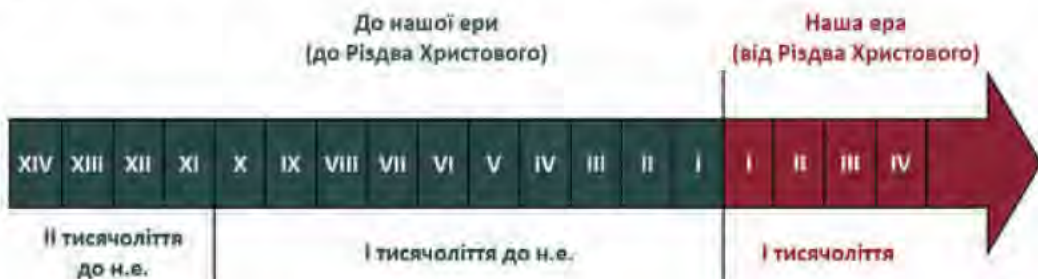 До нашої ери
(до Різдва Христового)
Наша ера
(від Різдва Христового)
XIV XIII XII XI X IX VIII VII VI V IV III II I I II III IV
II тисячоліття
до н.е.
I тисячоліття до н.е.
I тисячоліття